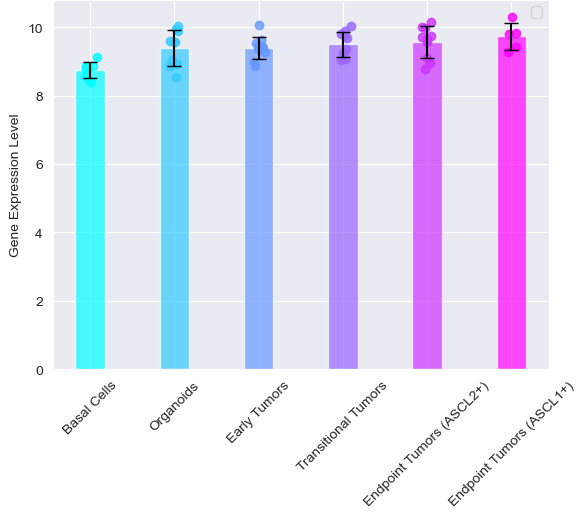 Gene Expression Level
10
8
6
4
2
0
Basal Cells
Organoids
Early Tumors
Transitional Tumors
Endpoint Tumors (ASCL2+)
Endpoint Tumors (ASCL1+)